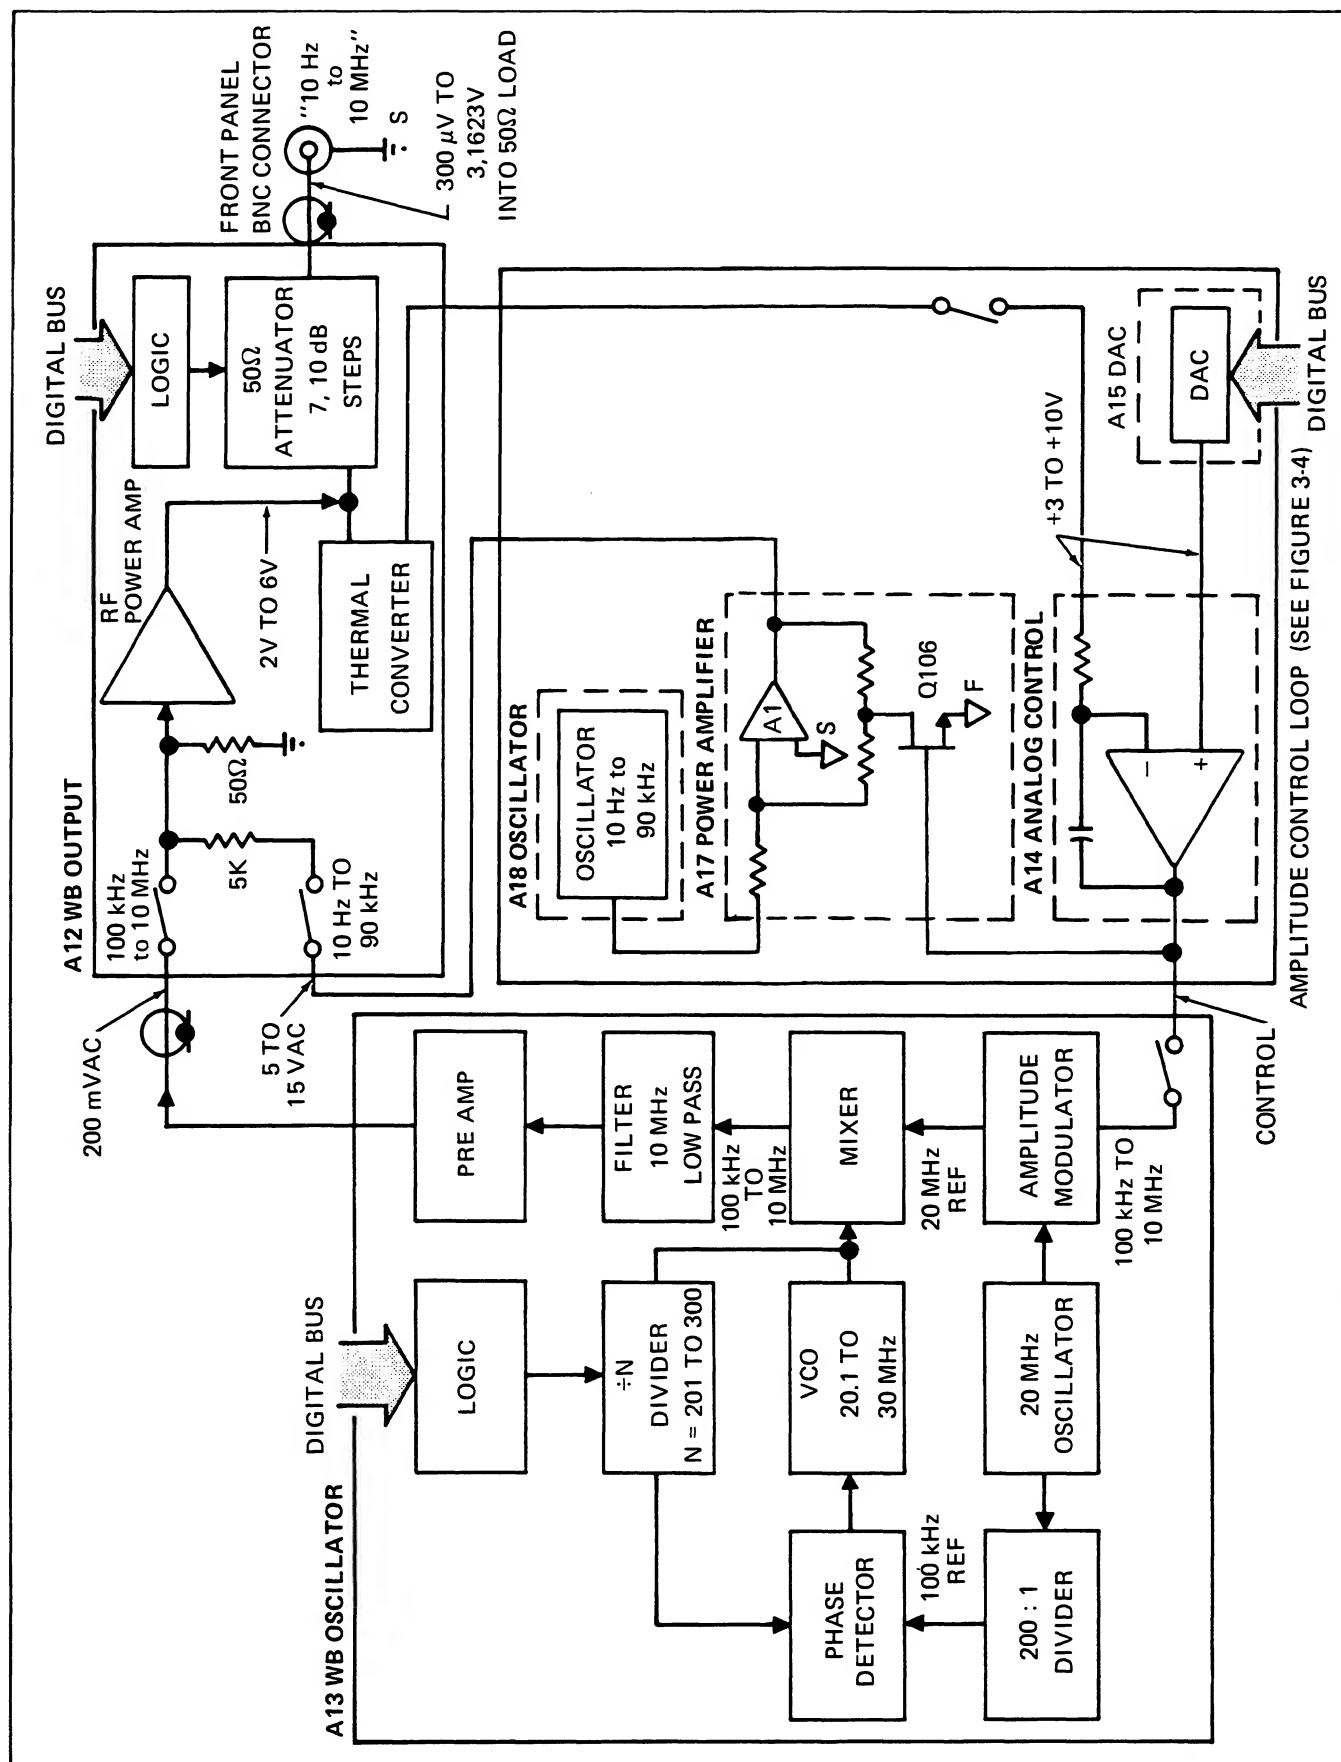 A13 WB OSCILLATOR
DIGITAL BUS
LOGIC
÷N
DIVIDER
N = 201 TO 300
PHASE
DETECTOR
VCO
20.1 TO
30 MHz
100 kHz
REF
200 : 1
DIVIDER
20 MHz
OSCILLATOR
PRE AMP
FILTER
10 MHz
LOW PASS
100 kHz
TO
10 MHz
MIXER
20 MHz
REF
AMPLITUDE
MODULATOR
100 kHz TO
10 MHz
CONTROL
200 mVAC
5 TO
15 VAC
A12 WB OUTPUT
100 kHz
to 10 MHz
5K
10 Hz TO
90 kHz
50Ω
RF
POWER AMP
2V TO 6V
THERMAL
CONVERTER
DIGITAL BUS
LOGIC
50Ω
ATTENUATOR
7, 10 dB
STEPS
FRONT PANEL
BNC CONNECTOR
"10 Hz
to
10 MHz"
S
300 µV TO
3,1623V
INTO 50Ω LOAD
A18 OSCILLATOR
OSCILLATOR
10 Hz to
90 kHz
A17 POWER AMPLIFIER
A1
S
Q106
F
A14 ANALOG CONTROL
−
+
+3 TO +10V
A15 DAC
DAC
DIGITAL BUS
AMPLITUDE CONTROL LOOP (SEE FIGURE 3-4)